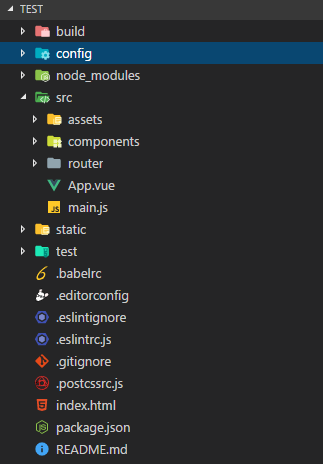 TEST
build
config
node_modules
src
assets
components
router
App.vue
main.js
static
test
.babelrc
.editorconfig
.eslintignore
.eslintrc.js
.gitignore
.postcssrc.js
index.html
package.json
README.md